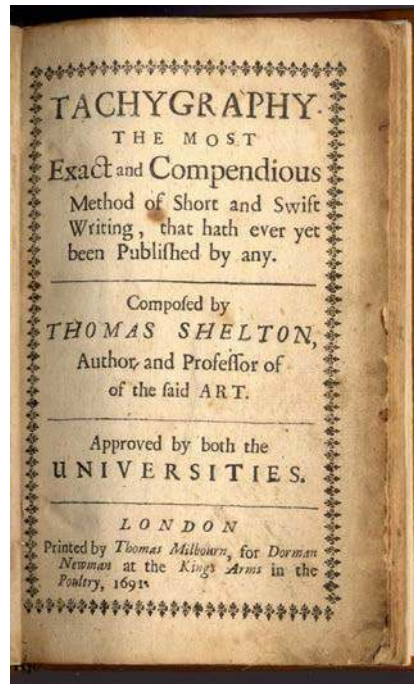 TACHYGRAPHY.
THE MOST
Exact and Compendious
Method of Short and Swift
Writing, that hath ever yet
been Publiſhed by any.
Compoſed by
THOMAS SHELTON,
Author and Profeſſor of
of the ſaid ART.
Approved by both the
UNIVERSITIES.
LONDON
Printed by Thomas Milbourn, for Dorman
Newman at the Kings Arms in the
Poultry, 1691.